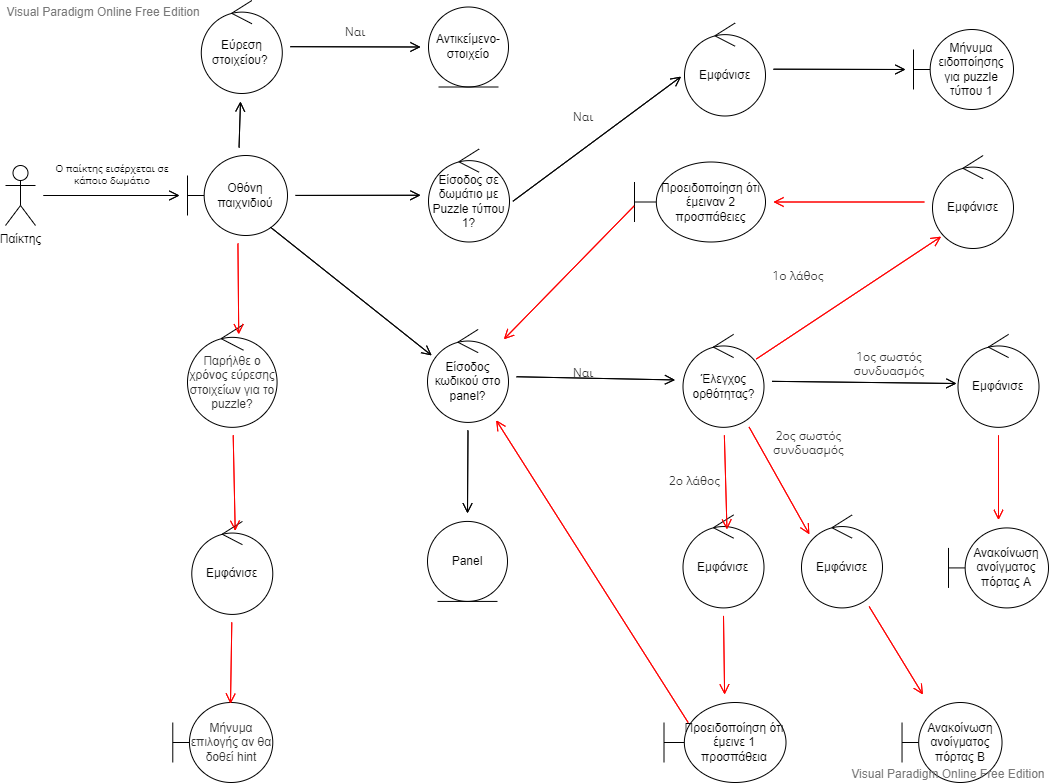 Visual Paradigm Online Free Edition
Εύρεση
στοιχείου?
Ναι
Αντικείμενο-
στοιχείο
Εμφάνισε
Μήνυμα
ειδοποίησης
για puzzle
τύπου 1
Ναι
Ο παίκτης εισέρχεται σε
κάποιο δωμάτιο
Παίκτης
Οθόνη
παιχνιδιού
Είσοδος σε
δωμάτιο με
Puzzle τύπου
1?
Προειδοποίηση ότι
έμειναν 2
προσπάθειες
Εμφάνισε
1ο λάθος
Παρήλθε ο
χρόνος εύρεσης
στοιχείων για το
puzzle?
Είσοδος
κωδικού στο
panel?
Ναι
Έλεγχος
ορθότητας?
1ος σωστός
συνδυασμός
Εμφάνισε
2ος σωστός
συνδυασμός
2ο λάθος
Εμφάνισε
Panel
Εμφάνισε
Εμφάνισε
Ανακοίνωση
ανοίγματος
πόρτας Α
Μήνυμα
επιλογής αν θα
δοθεί hint
Προειδοποίηση ότι
έμεινε 1
προσπάθεια
Ανακοίνωση
ανοίγματος
πόρτας Β
Visual Paradigm Online Free Edition